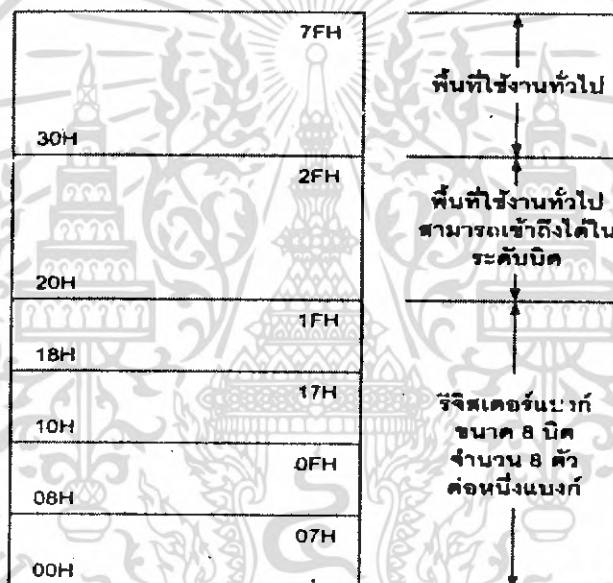 7FH
พื้นที่ใช้งานทั่วไป
30H
2FH
พื้นที่ใช้งานทั่วไป
สามารถเข้าถึงได้ใน
ระดับบิต
20H
1FH
18H
17H
รีจิสเตอร์แบงก์
ขนาด 8 บิต
จำนวน 8 ตัว
ต่อหนึ่งแบงก์
10H
0FH
08H
07H
00H